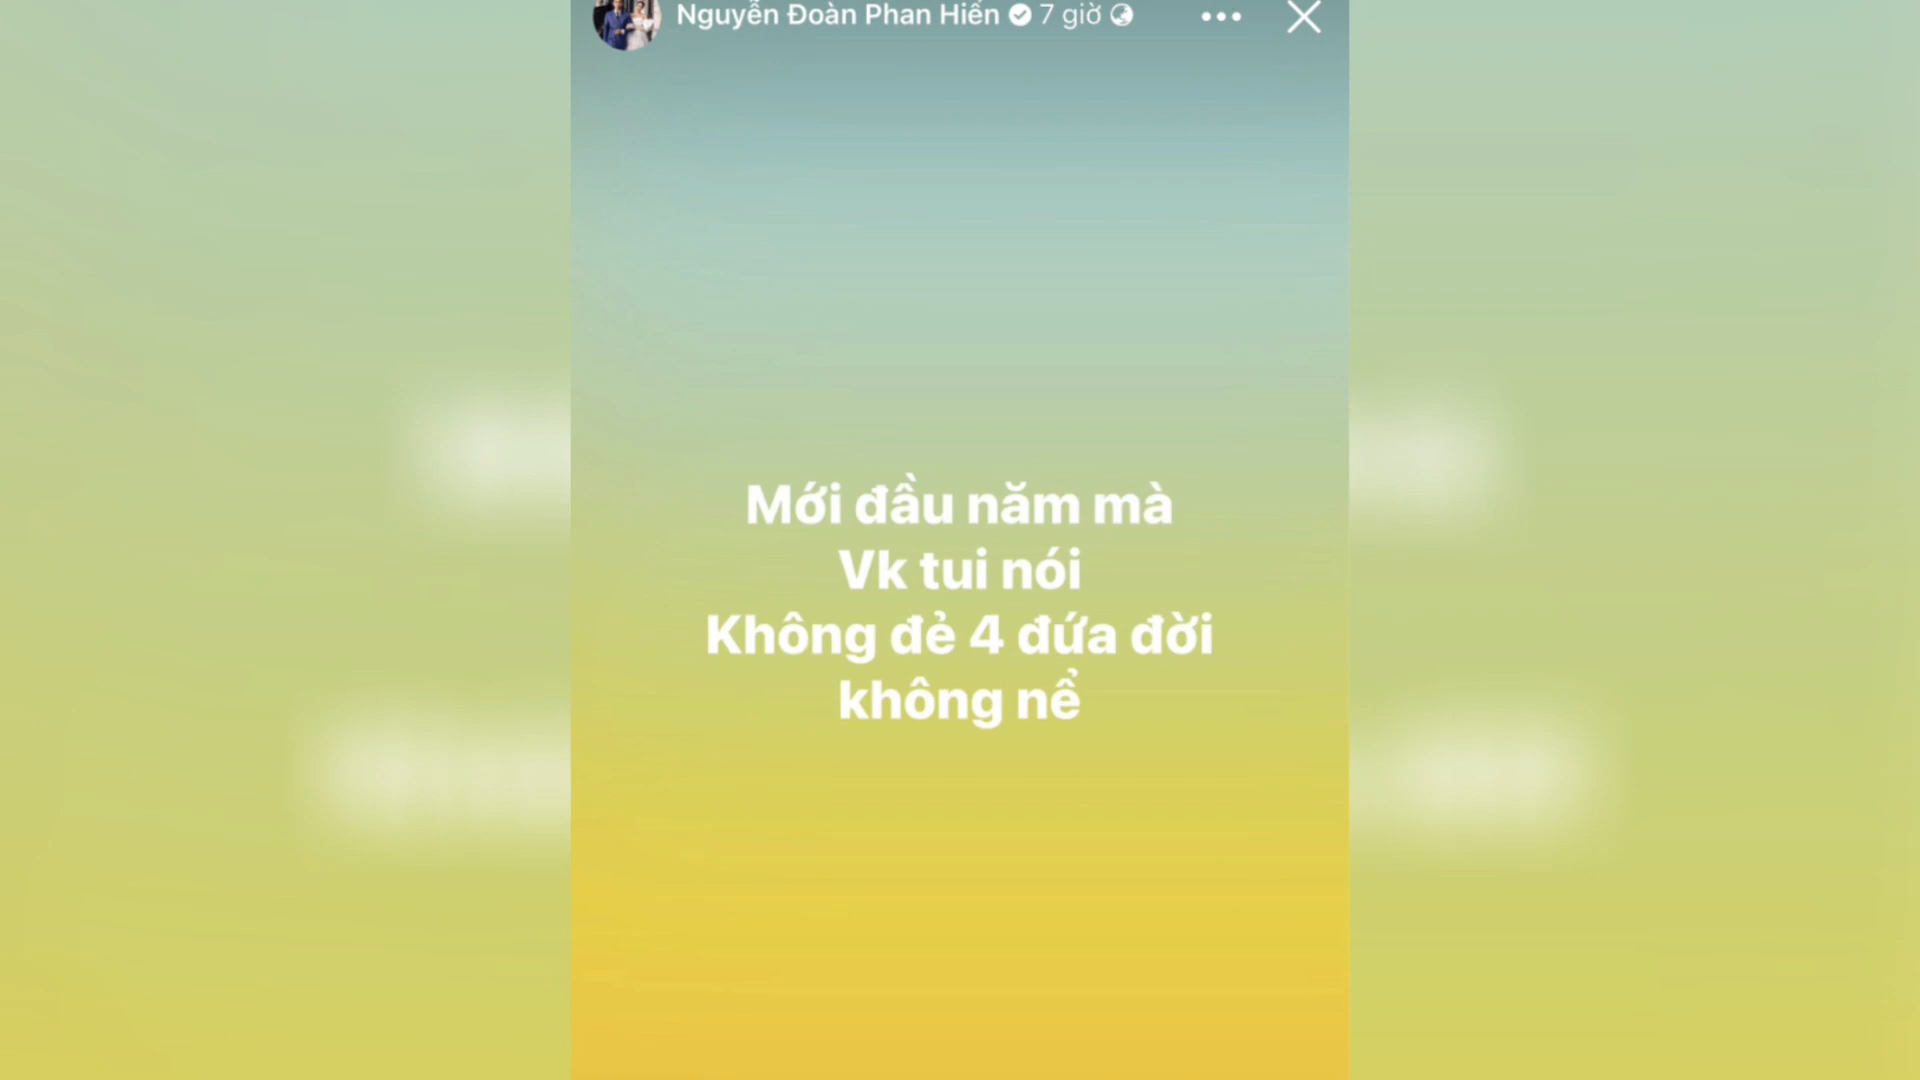 Nguyễn Đoàn Phan Hiến 7 giờ
Mới đầu năm mà
Vk tui nói
Không đẻ 4 đứa đời
không nể